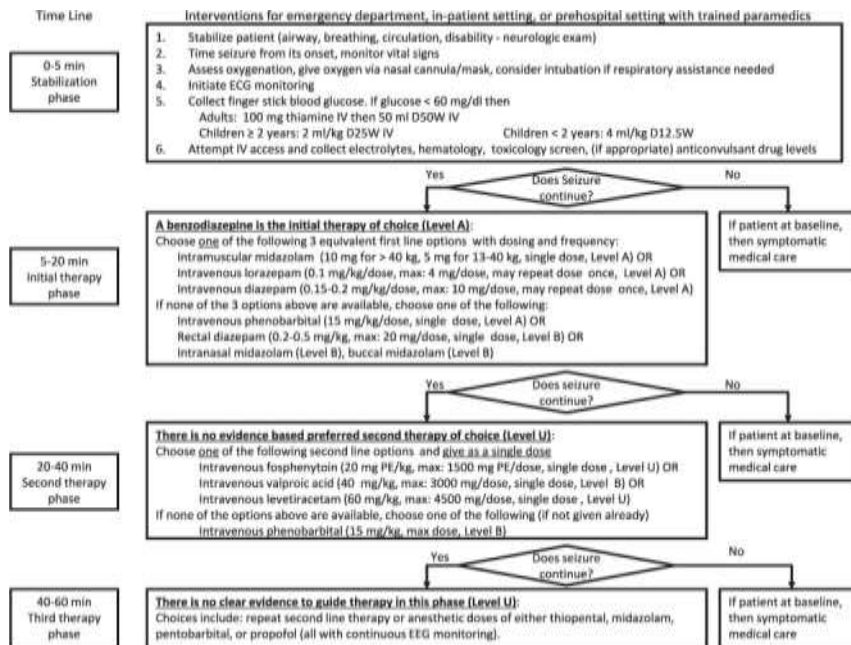 Time Line
Interventions for emergency department, in-patient setting, or prehospital setting with trained paramedics
0-5 min
Stabilization
phase
1. Stabilize patient (airway, breathing, circulation, disability - neurologic exam)
2. Time seizure from its onset, monitor vital signs
3. Assess oxygenation, give oxygen via nasal cannula/mask, consider intubation if respiratory assistance needed
4. Initiate ECG monitoring
5. Collect finger stick blood glucose. If glucose < 60 mg/dl then
Adults: 100 mg thiamine IV then 50 ml D50W IV
Children ≥ 2 years: 2 ml/kg D25W IV Children < 2 years: 4 ml/kg D12.5W
6. Attempt IV access and collect electrolytes, hematology, toxicology screen, (if appropriate) anticonvulsant drug levels
Yes
Does Seizure
continue?
No
5-20 min
Initial therapy
phase
A benzodiazepine is the initial therapy of choice (Level A):
Choose one of the following 3 equivalent first line options with dosing and frequency:
Intramuscular midazolam (10 mg for > 40 kg, 5 mg for 13-40 kg, single dose, Level A) OR
Intravenous lorazepam (0.1 mg/kg/dose, max: 4 mg/dose, may repeat dose once, Level A) OR
Intravenous diazepam (0.15-0.2 mg/kg/dose, max: 10 mg/dose, may repeat dose once, Level A)
If none of the 3 options above are available, choose one of the following:
Intravenous phenobarbital (15 mg/kg/dose, single dose, Level A) OR
Rectal diazepam (0.2-0.5 mg/kg, max: 20 mg/dose, single dose, Level B) OR
Intranasal midazolam (Level B), buccal midazolam (Level B)
If patient at baseline,
then symptomatic
medical care
Yes
Does seizure
continue?
No
20-40 min
Second therapy
phase
There is no evidence based preferred second therapy of choice (Level U):
Choose one of the following second line options and give as a single dose
Intravenous fosphenytoin (20 mg PE/kg, max: 1500 mg PE/dose, single dose , Level U) OR
Intravenous valproic acid (40 mg/kg, max: 3000 mg/dose, single dose, Level B) OR
Intravenous levetiracetam (60 mg/kg, max: 4500 mg/dose, single dose , Level U)
If none of the options above are available, choose one of the following (if not given already)
Intravenous phenobarbital (15 mg/kg, max dose, Level B)
If patient at baseline,
then symptomatic
medical care
Yes
Does seizure
continue?
No
40-60 min
Third therapy
phase
There is no clear evidence to guide therapy in this phase (Level U):
Choices include: repeat second line therapy or anesthetic doses of either thiopental, midazolam,
pentobarbital, or propofol (all with continuous EEG monitoring).
If patient at baseline,
then symptomatic
medical care